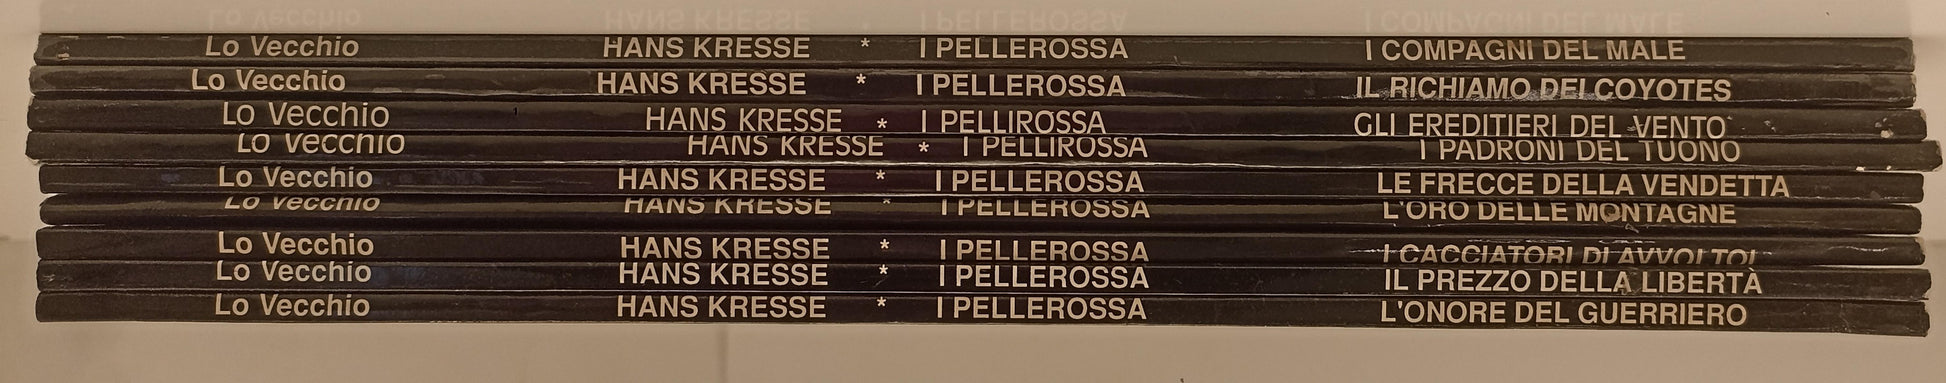 Lo Vecchio HANS KRESSE * I PELLEROSSA I COMPAGNI DEL MALE
Lo Vecchio HANS KRESSE * I PELLEROSSA IL RICHIAMO DEI COYOTES
Lo Vecchio HANS KRESSE * I PELLIROSSA GLI EREDITIERI DEL VENTO
Lo Vecchio HANS KRESSE * I PELLIROSSA I PADRONI DEL TUONO
Lo Vecchio HANS KRESSE * I PELLEROSSA LE FRECCE DELLA VENDETTA
Lo Vecchio HANS KRESSE * I PELLEROSSA L'ORO DELLE MONTAGNE
Lo Vecchio HANS KRESSE * I PELLEROSSA I CACCIATORI DI AVVOLTOI
Lo Vecchio HANS KRESSE * I PELLEROSSA IL PREZZO DELLA LIBERTÀ
Lo Vecchio HANS KRESSE * I PELLEROSSA L'ONORE DEL GUERRIERO